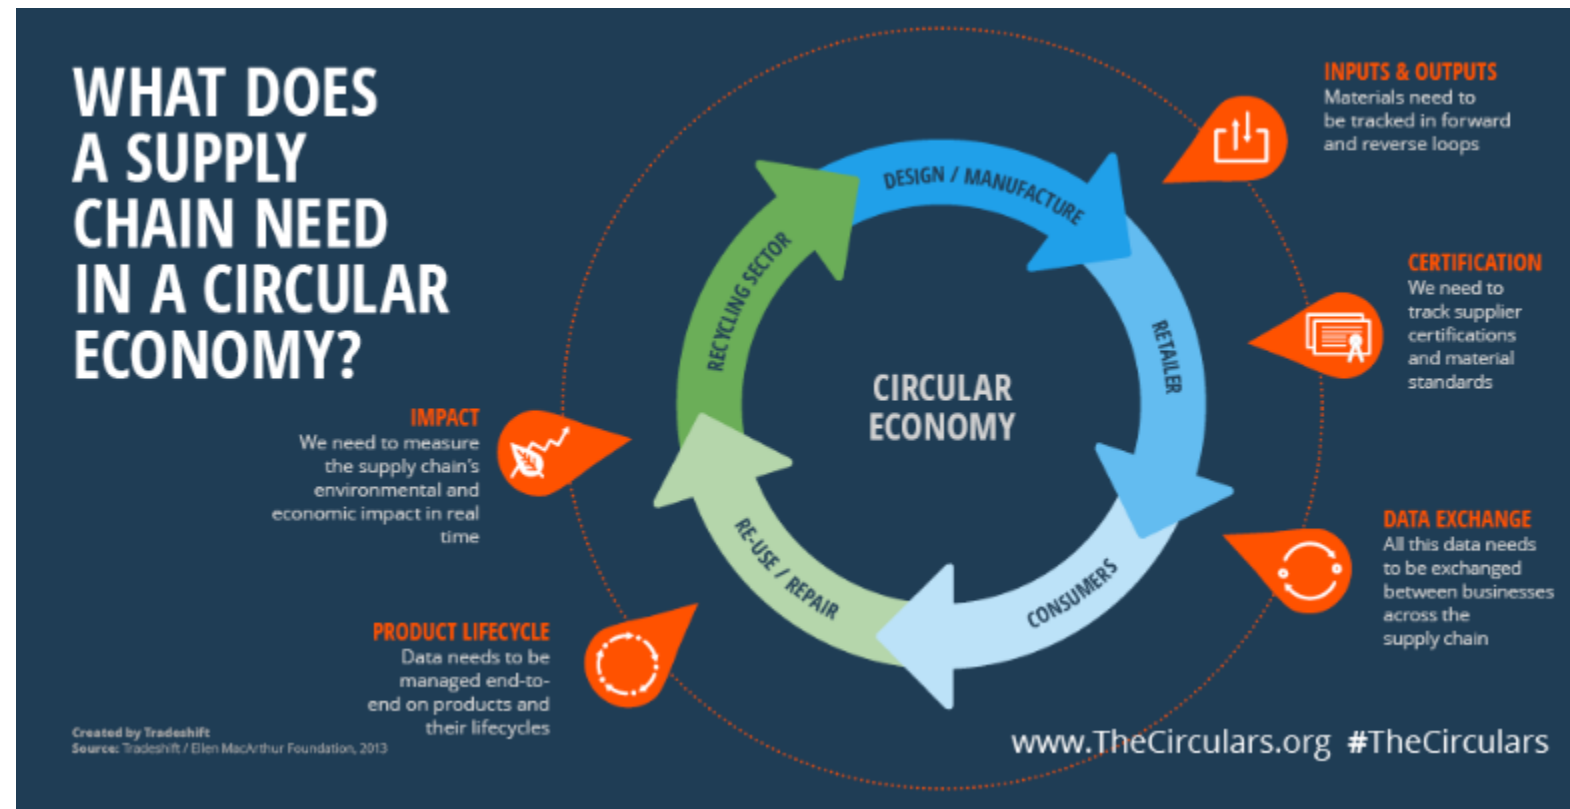 WHAT DOES
A SUPPLY
CHAIN NEED
IN A CIRCULAR
ECONOMY?
INPUTS & OUTPUTS
Materials need to
be tracked in forward
and reverse loops
CERTIFICATION
We need to
track supplier
certifications
and material
standards
DATA EXCHANGE
All this data needs
to be exchanged
between businesses
across the
supply chain
PRODUCT LIFECYCLE
Data needs to be
managed end-to-
end on products and
their lifecycles
IMPACT
We need to measure
the supply chain's
environmental and
economic impact in real
time
DESIGN / MANUFACTURE
RETAILER
CONSUMERS
RE-USE / REPAIR
RECYCLING SECTOR
CIRCULAR
ECONOMY
Created by Tradeshift
Source: Tradeshift / Ellen MacArthur Foundation, 2013
www.TheCirculars.org #TheCirculars